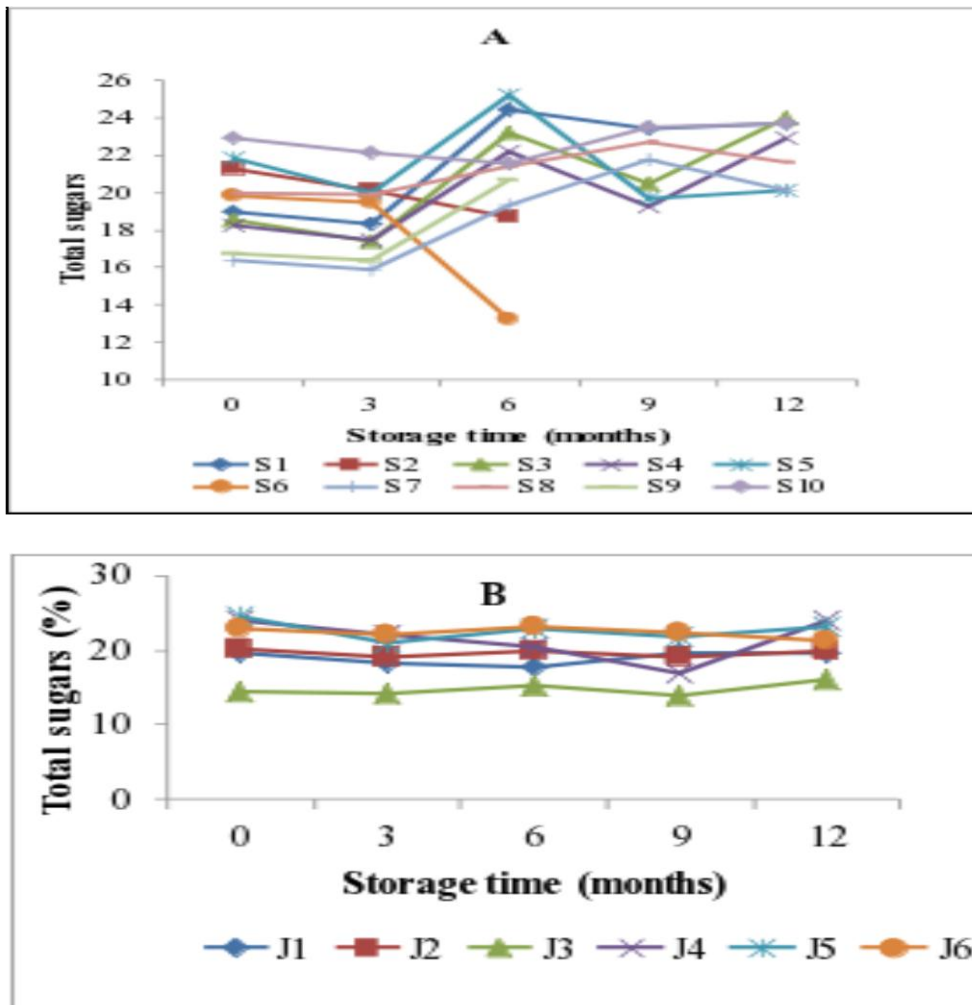 A
Total sugars
26
24
22
20
18
16
14
12
10
0 3 6 9 12
Storage time (months)
S1 S2 S3 S4 S5
S6 S7 S8 S9 S10
B
Total sugars (%)
30
20
10
0
0 3 6 9 12
Storage time (months)
J1 J2 J3 J4 J5 J6